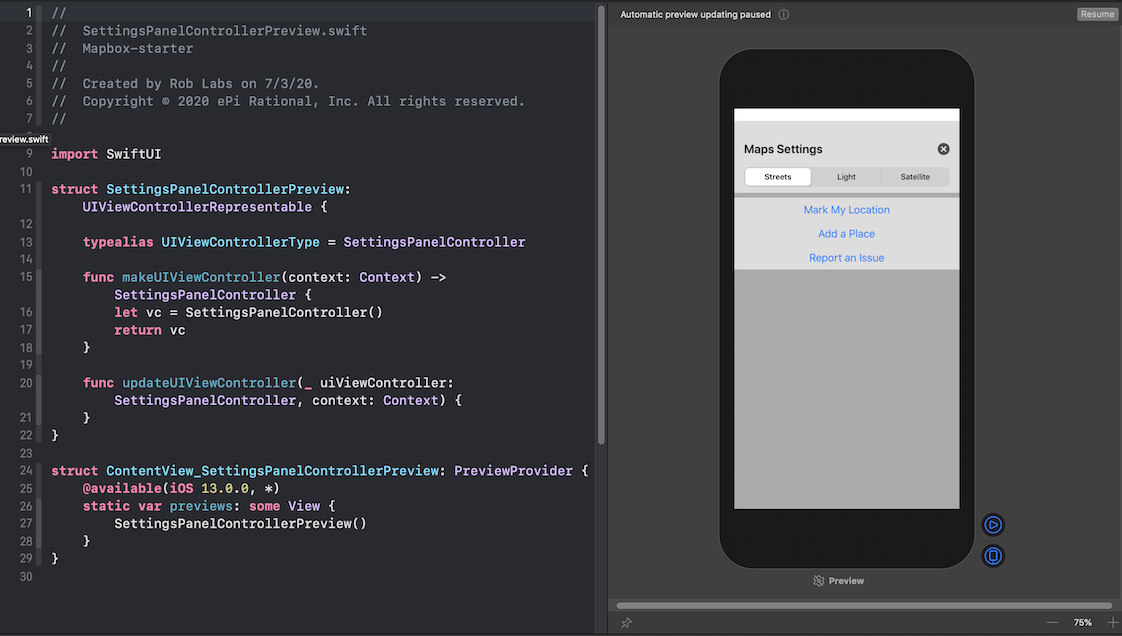 1 //
2 //  SettingsPanelControllerPreview.swift
3 //  Mapbox-starter
4 //
5 //  Created by Rob Labs on 7/3/20.
6 //  Copyright © 2020 ePi Rational, Inc. All rights reserved.
7 //
review.swift
9 import SwiftUI
10
11 struct SettingsPanelControllerPreview:
    UIViewControllerRepresentable {
12
13     typealias UIViewControllerType = SettingsPanelController
14
15     func makeUIViewController(context: Context) ->
        SettingsPanelController {
16         let vc = SettingsPanelController()
17         return vc
18     }
19
20     func updateUIViewController(_ uiViewController:
        SettingsPanelController, context: Context) {
21     }
22 }
23
24 struct ContentView_SettingsPanelControllerPreview: PreviewProvider {
25     @available(iOS 13.0.0, *)
26     static var previews: some View {
27         SettingsPanelControllerPreview()
28     }
29 }
30
Automatic preview updating paused
Resume
Maps Settings
Streets Light Satellite
Mark My Location
Add a Place
Report an Issue
Preview
75%